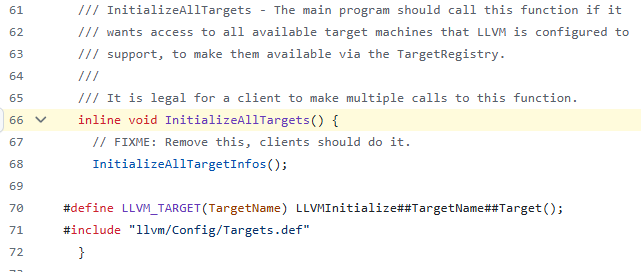 61 /// InitializeAllTargets - The main program should call this function if it
62 /// wants access to all available target machines that LLVM is configured to
63 /// support, to make them available via the TargetRegistry.
64 ///
65 /// It is legal for a client to make multiple calls to this function.
66 inline void InitializeAllTargets() {
67 // FIXME: Remove this, clients should do it.
68 InitializeAllTargetInfos();
69
70 #define LLVM_TARGET(TargetName) LLVMInitialize##TargetName##Target();
71 #include "llvm/Config/Targets.def"
72 }